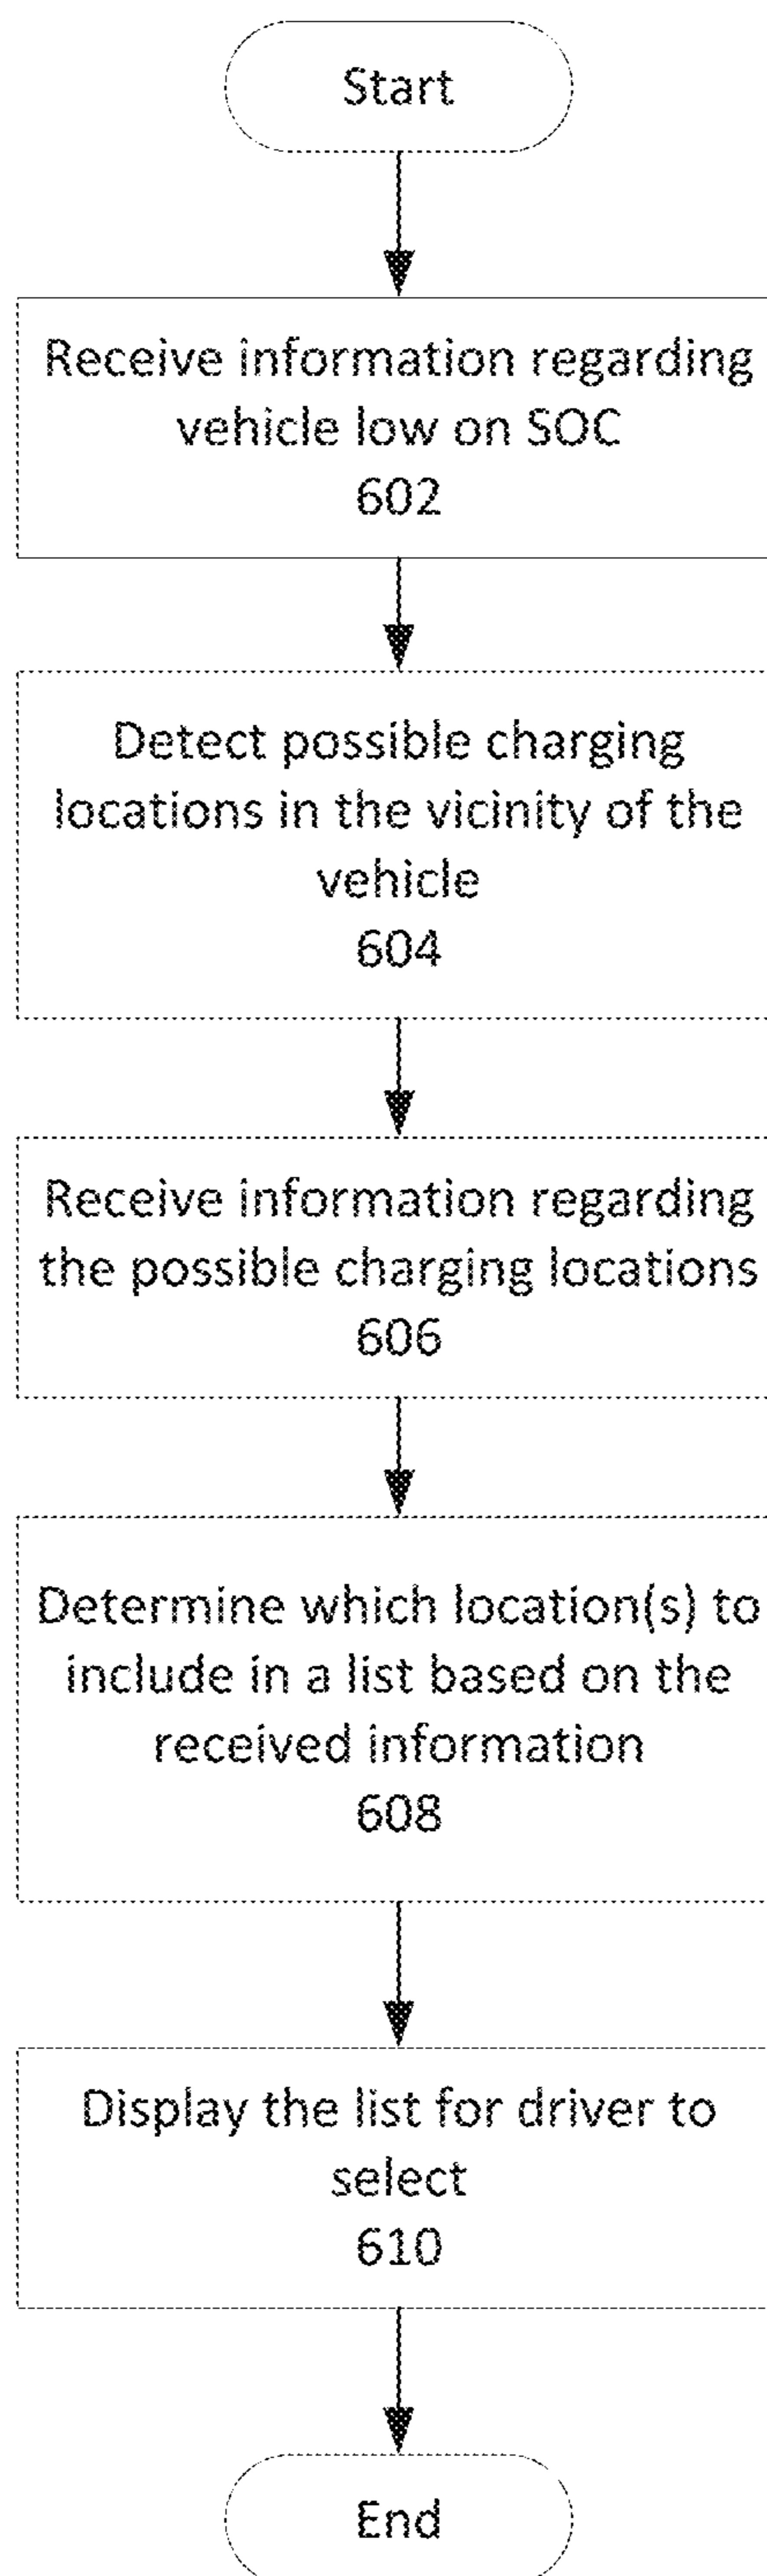 Start
Receive information regarding
vehicle low on SOC
602
Detect possible charging
locations in the vicinity of the
vehicle
604
Receive information regarding
the possible charging locations
606
Determine which location(s) to
include in a list based on the
received information
608
Display the list for driver to
select
610
End